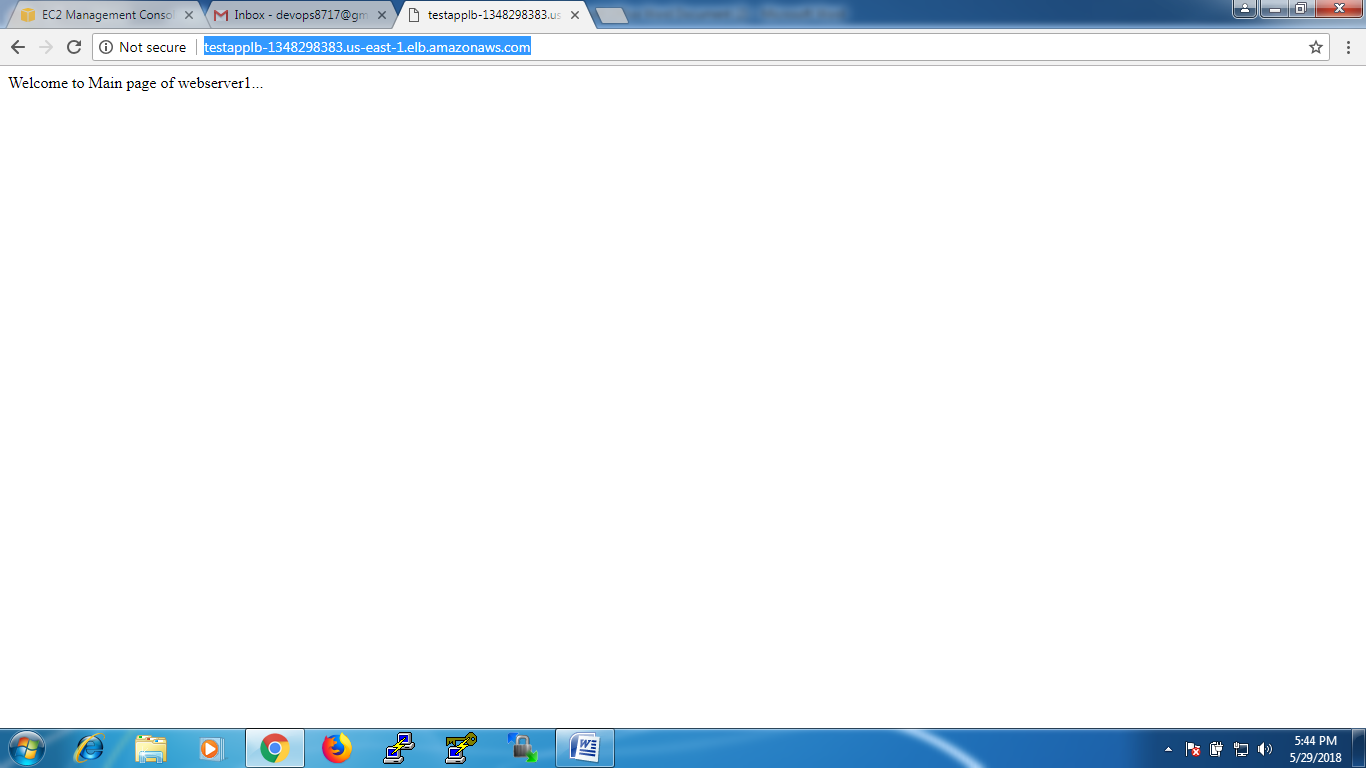 EC2 Management Consol
Inbox - devops8717@gm
testapplb-1348298383.us
Not secure
testapplb-1348298383.us-east-1.elb.amazonaws.com
Welcome to Main page of webserver1...
5:44 PM
5/29/2018